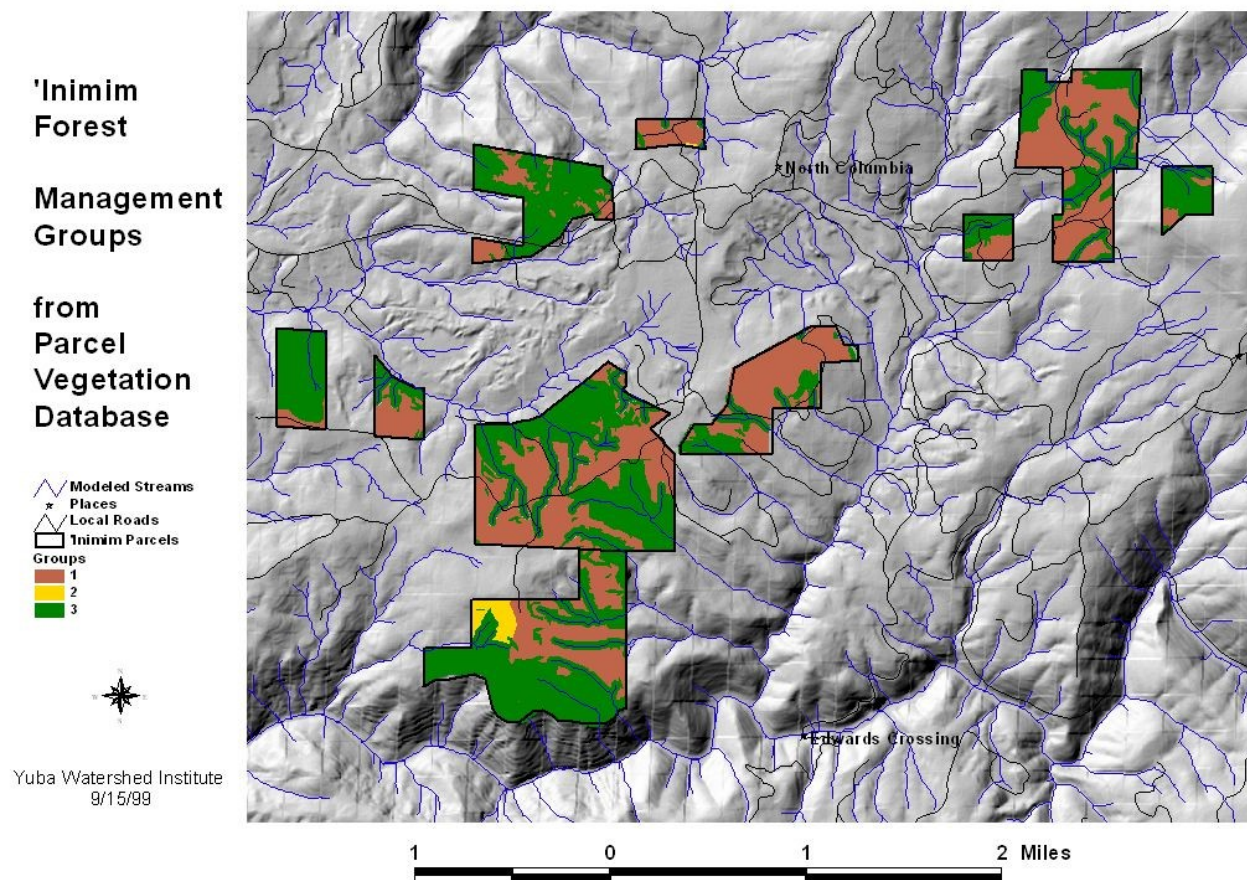 'Inimim
Forest
Management
Groups
from
Parcel
Vegetation
Database
Modeled Streams
Places
Local Roads
'Inimim Parcels
Groups
1
2
3
N
W E
S
Yuba Watershed Institute
9/15/99
North Columbia
Edwards Crossing
1 0 1 2 Miles